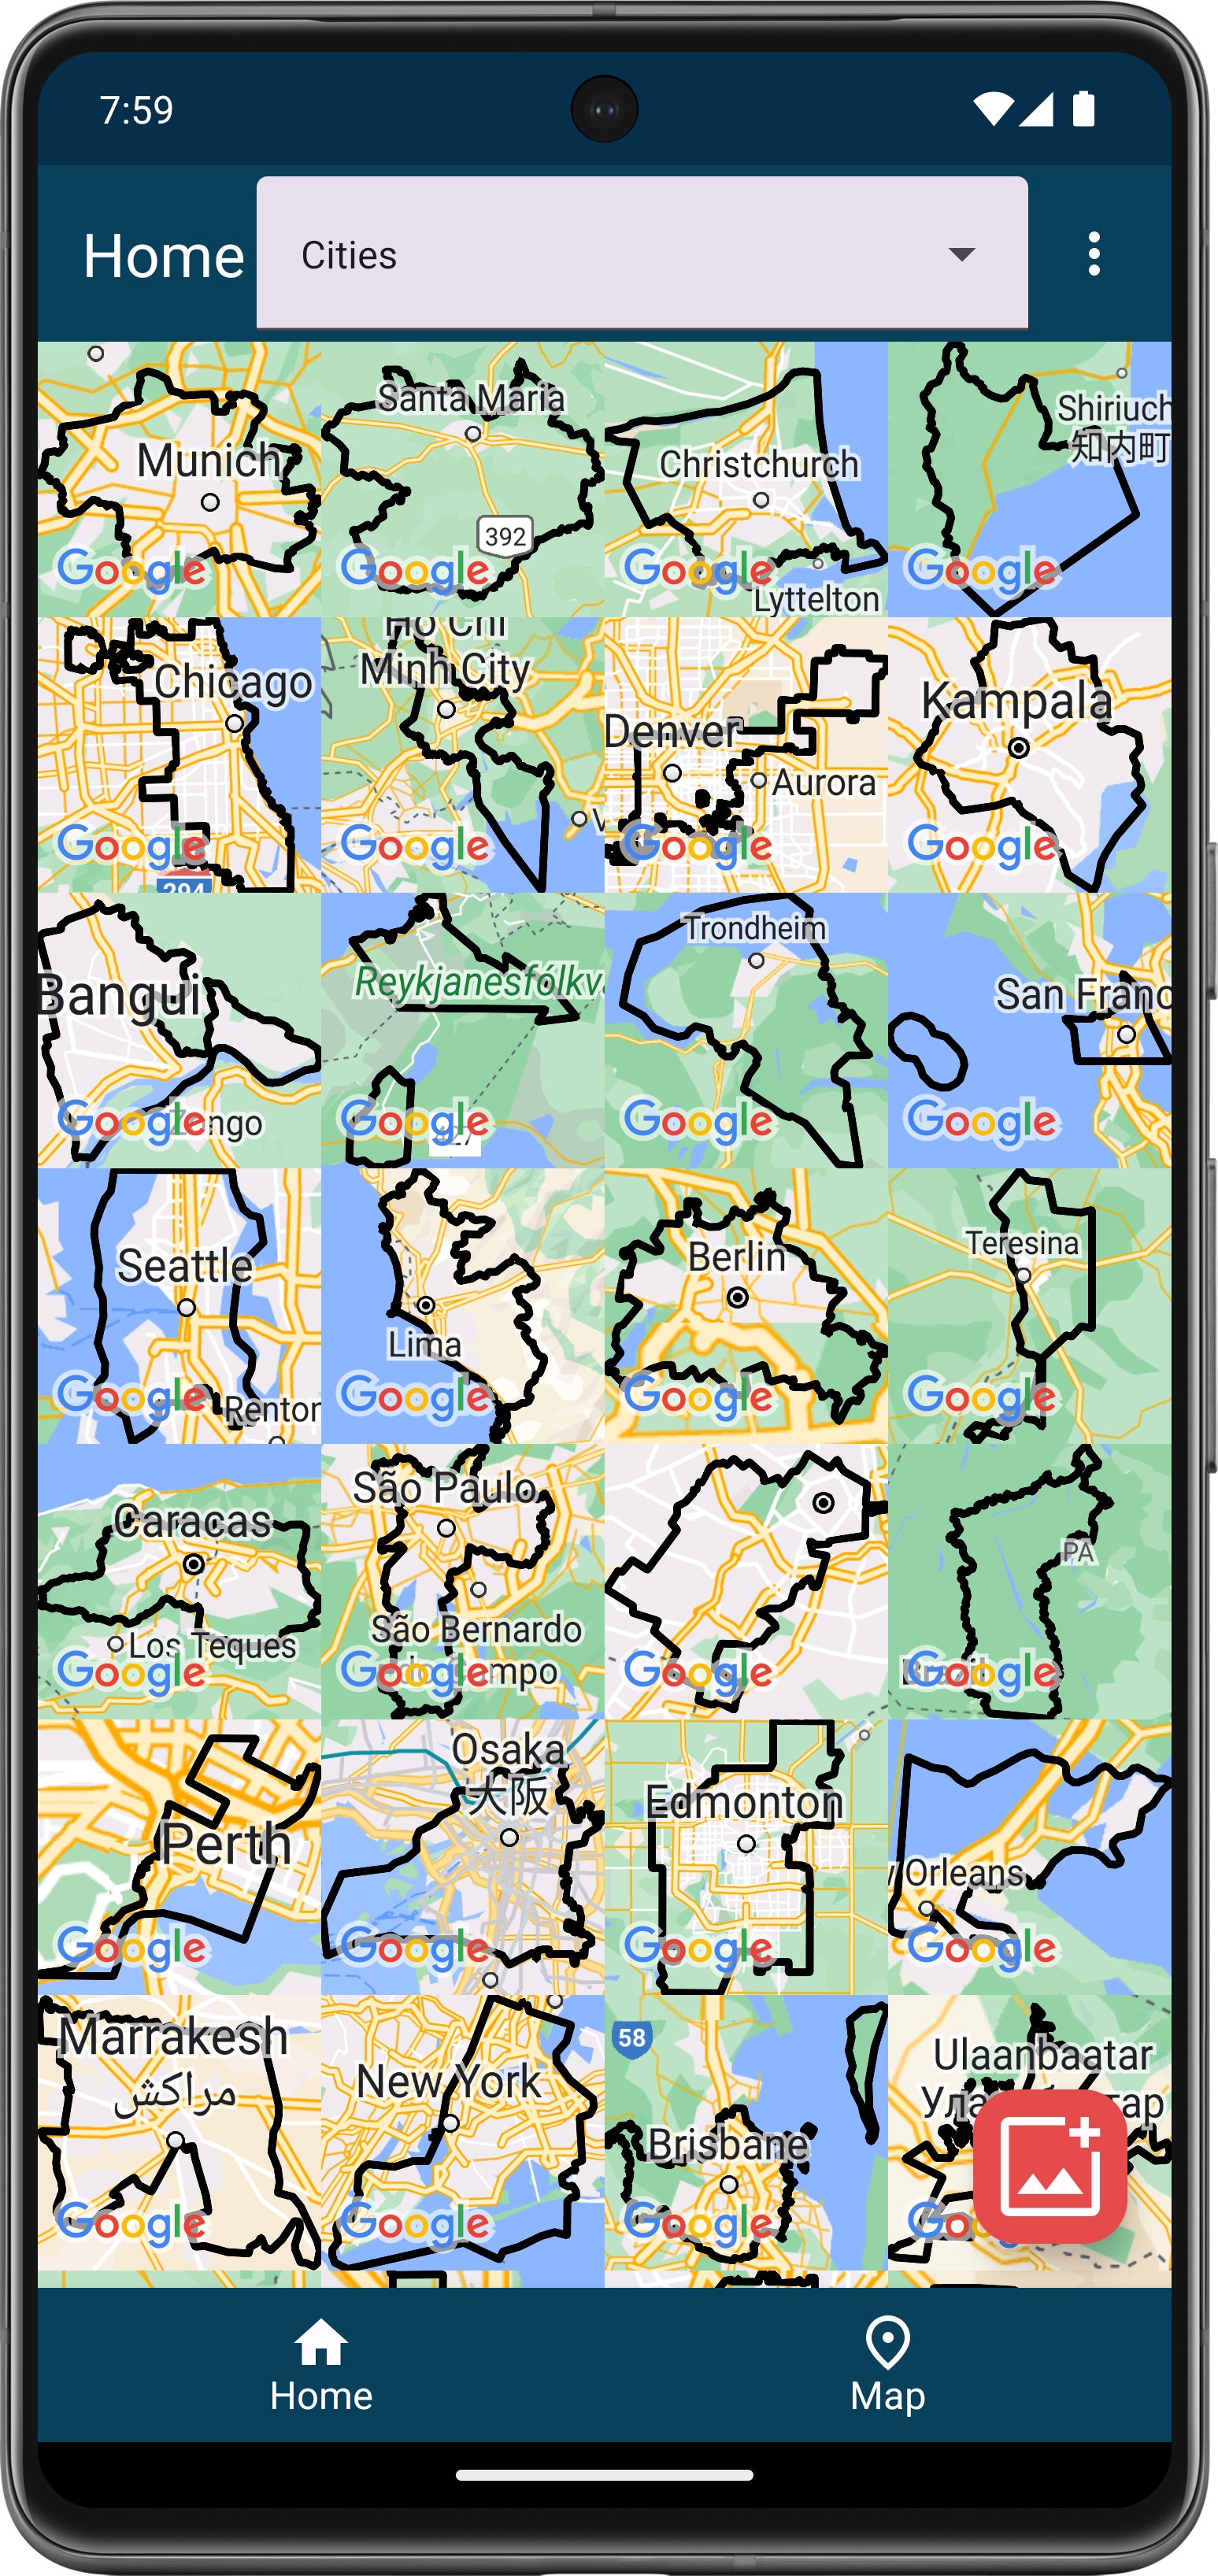 7:59
Home
Cities
Munich
Google
Santa Maria
392
Google
Christchurch
Google
Lyttelton
Shiriuch
知内町
Google
Chicago
Google
294
Ho Chi
Minh City
Google
V
Denver
Aurora
Google
Kampala
Google
Bangui
Google
ngo
Reykjanesfólkv
Google
Trondheim
Google
San Franc
Google
Seattle
Google
Renton
Lima
Google
Berlin
Google
Teresina
Google
Caracas
Los Teques
Google
São Paulo
São Bernardo
Google
mpo
Google
PA
Google
Perth
Google
Osaka
大阪
Google
Edmonton
Google
Orleans
Google
Marrakesh
مراكش
Google
New York
Google
58
Brisbane
Google
Ulaanbaatar
Home
Map